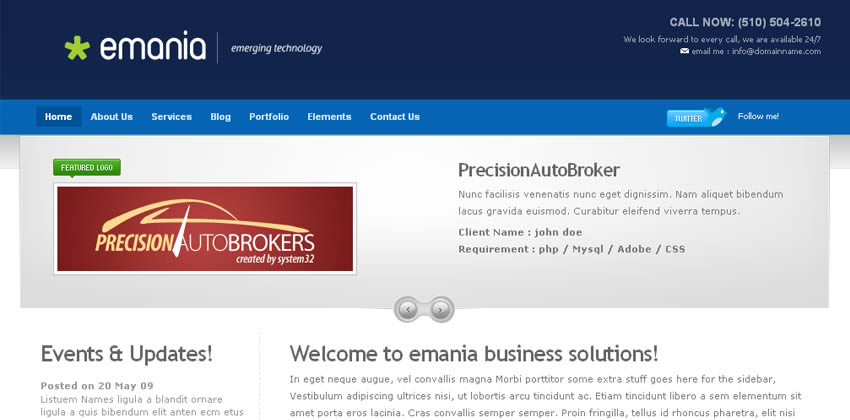 CALL NOW: (510) 504-2610
emania emerging technology
We look forward to every call, we are available 24/7
email me : info@domainname.com
Home About Us Services Blog Portfolio Elements Contact Us TWITTER Follow me!
FEATURED LOGO
PRECISION AUTOBROKERS
created by system32
PrecisionAutoBroker
Nunc facilisis venenatis nunc eget dignissim. Nam aliquet bibendum
lacus gravida euismod. Curabitur eleifend viverra tempus.
Client Name : john doe
Requirement : php / Mysql / Adobe / CSS
Events & Updates!
Posted on 20 May 09
Listuem Names ligula a blandit ornare
ligula a quis bibendum elit anten ecm etus
Welcome to emania business solutions!
In eget neque augue, vel convallis magna Morbi porttitor some extra stuff goes here for the sidebar,
Vestibulum adipiscing ultrices nisi, ut lobortis arcu tincidunt ac. Etiam tincidunt libero a sem elementum sit
amet porta eros lacinia. Cras convallis semper semper. Proin fringilla, tellus id rhoncus pharetra, elit nisi